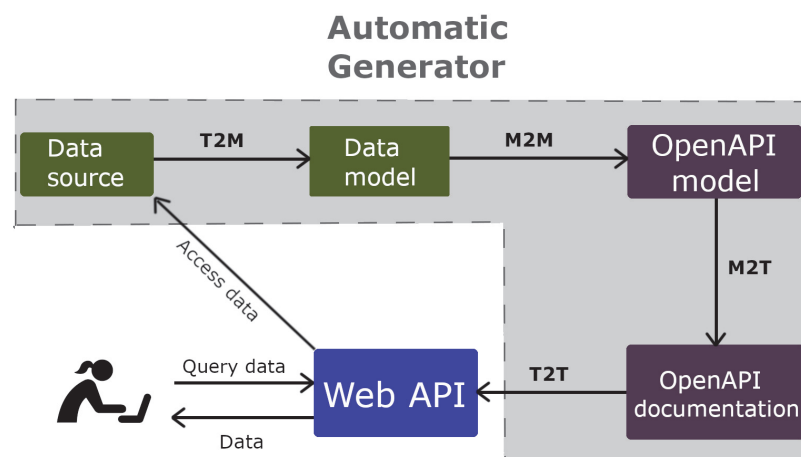 Automatic
Generator
Data
source
T2M
Data
model
M2M
OpenAPI
model
Access data
M2T
Query data
Web API
T2T
OpenAPI
documentation
Data